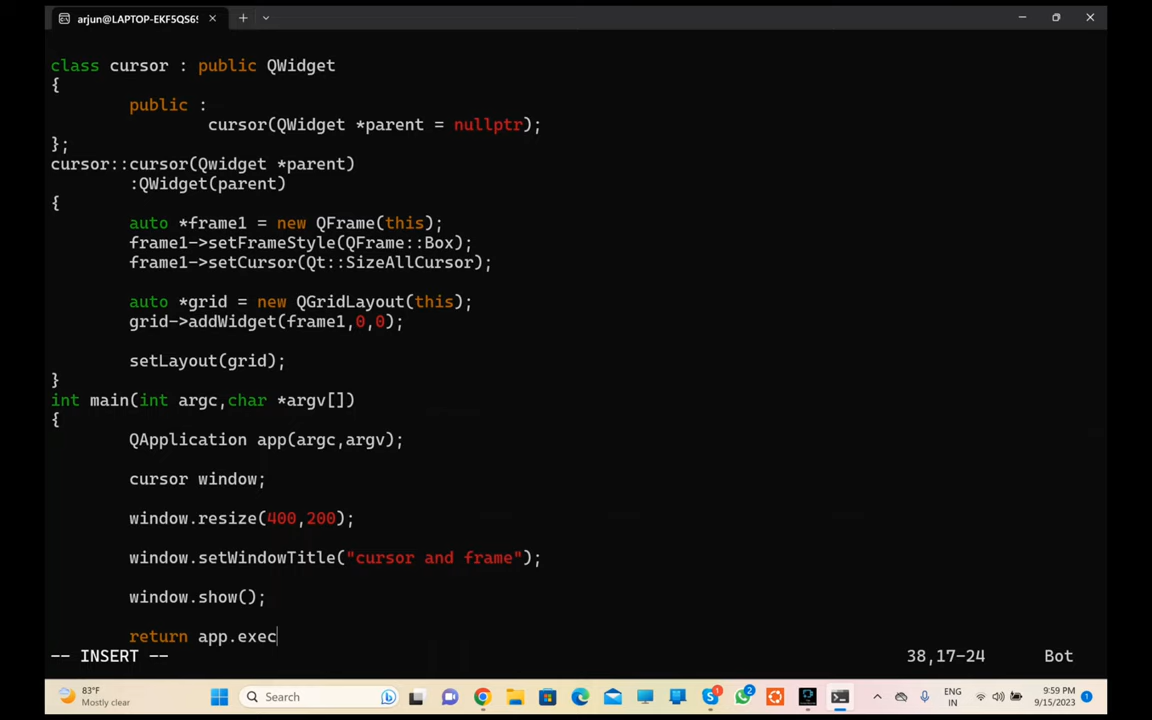 arjun@LAPTOP-EKF5QS6S
class cursor : public QWidget
{
public :
cursor(QWidget *parent = nullptr);
};
cursor::cursor(Qwidget *parent)
:QWidget(parent)
{
auto *frame1 = new QFrame(this);
frame1->setFrameStyle(QFrame::Box);
frame1->setCursor(Qt::SizeAllCursor);
auto *grid = new QGridLayout(this);
grid->addWidget(frame1,0,0);
setLayout(grid);
}
int main(int argc,char *argv[])
{
QApplication app(argc,argv);
cursor window;
window.resize(400,200);
window.setWindowTitle("cursor and frame");
window.show();
return app.exec
-- INSERT -- 38,17-24 Bot
83°F
Mostly clear
Search
1
2
ENG
IN
9:59 PM
9/15/2023
1